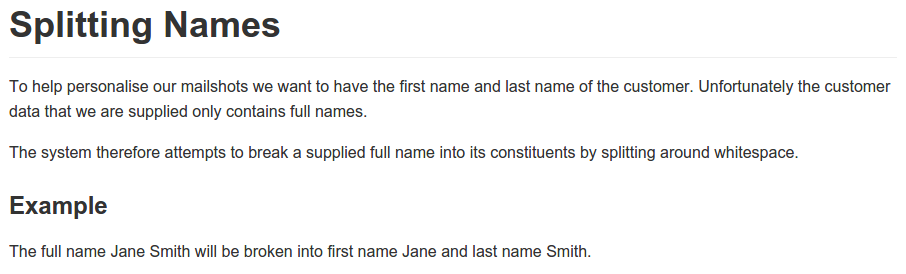 Splitting Names
To help personalise our mailshots we want to have the first name and last name of the customer. Unfortunately the customer
data that we are supplied only contains full names.
The system therefore attempts to break a supplied full name into its constituents by splitting around whitespace.
Example
The full name Jane Smith will be broken into first name Jane and last name Smith.